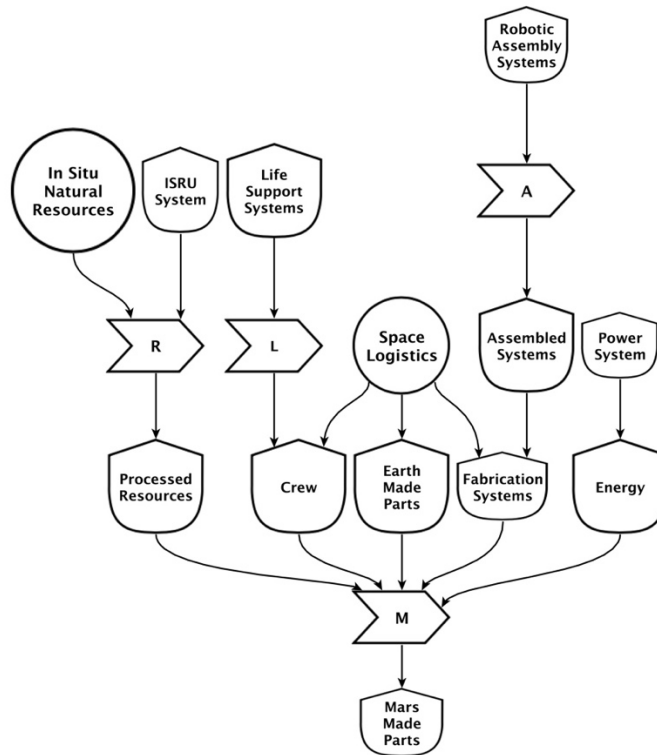 Robotic
Assembly
Systems
In Situ
Natural
Resources
ISRU
System
Life
Support
Systems
A
R
L
Space
Logistics
Assembled
Systems
Power
System
Processed
Resources
Crew
Earth
Made
Parts
Fabrication
Systems
Energy
M
Mars
Made
Parts